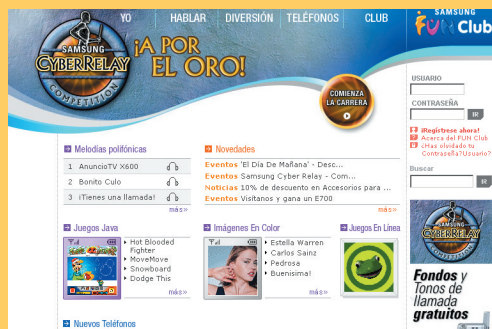 YO HABLAR DIVERSIÓN TELÉFONOS CLUB
SAMSUNG
FUN Club
SAMSUNG
CYBERRELAY
COMPETITION
¡A POR
EL ORO!
COMIENZA
LA CARRERA
USUARIO
CONTRASEÑA
IR
¡Regístrese ahora!
Acerca del FUN Club
¿Has olvidado tu
Contraseña?Usuario?
Buscar
IR
Melodías polifónicas
1 AnuncioTV X600
2 Bonito Culo
3 ¡Tienes una llamada!
más»
Novedades
Eventos 'El Día De Mañana' - Desc...
Eventos Samsung Cyber Relay - Com...
Noticias 10% de descuento en Accesorios para ...
Eventos Visítanos y gana un E700
más»
Juegos Java
Hot Blooded
Fighter
MoveMove
Snowboard
Dodge This
más»
Imágenes En Color
Estella Warren
Carlos Sainz
Pedrosa
Buenisima!
más»
Juegos En Línea
SAMSUNG
CYBERRELAY
Fondos y
Tonos de
llamada
gratuitos
Nuevos Teléfonos